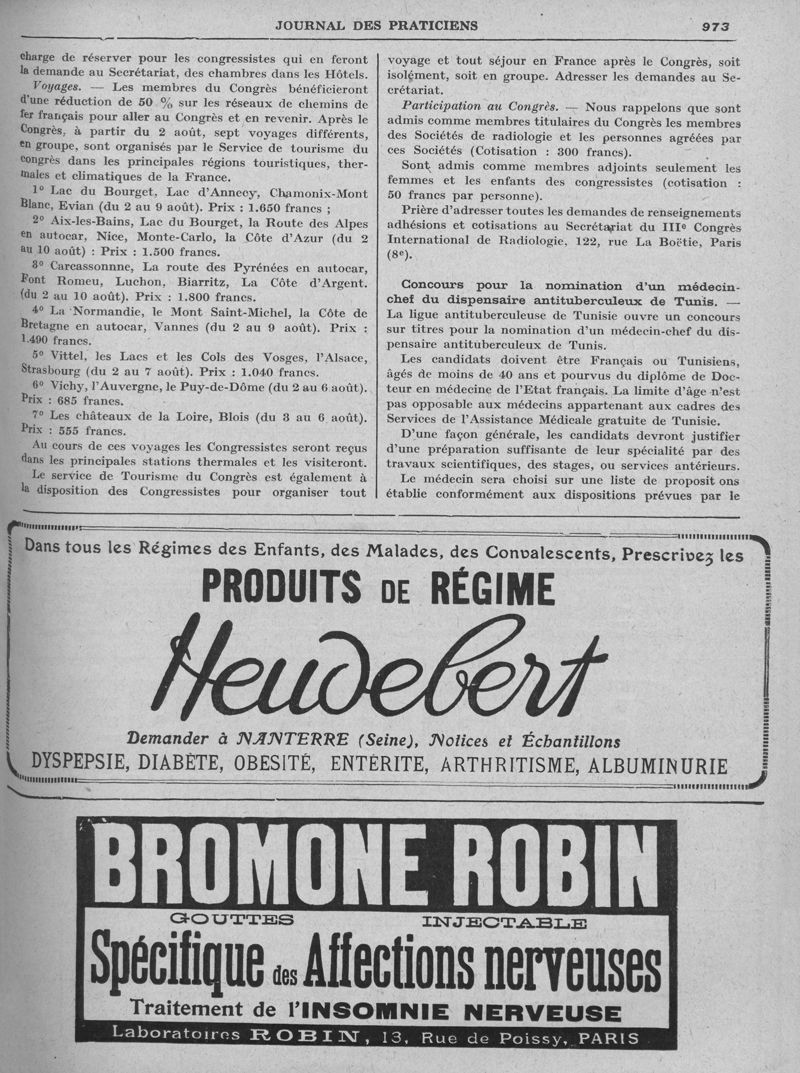 JOURNAL DES PRATICIENS
973
charge de réserver pour les congressistes qui en feront
la demande au Secrétariat, des chambres dans les Hôtels.
Voyages. — Les membres du Congrès bénéficieront
d'une réduction de 50 % sur les réseaux de chemins de
fer français pour aller au Congrès et en revenir. Après le
Congrès, à partir du 2 août, sept voyages différents,
en groupe, sont organisés par le Service de tourisme du
congrès dans les principales régions touristiques, ther-
males et climatiques de la France.
1º Lac du Bourget, Lac d'Annecy, Chamonix-Mont
Blanc, Evian (du 2 au 9 août). Prix : 1.650 francs ;
2º Aix-les-Bains, Lac du Bourget, la Route des Alpes
en autocar, Nice, Monte-Carlo, la Côte d'Azur (du 2
au 10 août) : Prix : 1.500 francs.
3º Carcassonnne, La route des Pyrénées en autocar,
Font Romeu, Luchon, Biarritz, La Côte d'Argent.
(du 2 au 10 août). Prix : 1.800 francs.
4º La Normandie, le Mont Saint-Michel, la Côte de
Bretagne en autocar, Vannes (du 2 au 9 août). Prix :
1.490 francs.
5º Vittel, les Lacs et les Cols des Vosges, l'Alsace,
Strasbourg (du 2 au 7 août). Prix : 1.040 francs.
6º Vichy, l'Auvergne, le Puy-de-Dôme (du 2 au 6 août).
Prix : 685 francs.
7º Les châteaux de la Loire, Blois (du 3 au 6 août).
Prix : 555 francs.
Au cours de ces voyages les Congressistes seront reçus
dans les principales stations thermales et les visiteront.
Le service de Tourisme du Congrès est également à
la disposition des Congressistes pour organiser tout
voyage et tout séjour en France après le Congrès, soit
isolément, soit en groupe. Adresser les demandes au Se-
crétariat.
Participation au Congrès. — Nous rappelons que sont
admis comme membres titulaires du Congrès les membres
des Sociétés de radiologie et les personnes agréées par
ces Sociétés (Cotisation : 300 francs).
Sont admis comme membres adjoints seulement les
femmes et les enfants des congressistes (cotisation :
50 francs par personne).
Prière d'adresser toutes les demandes de renseignements
adhésions et cotisations au Secrétariat du IIIe Congrès
International de Radiologie, 122, rue La Boëtie, Paris
(8e).
Concours pour la nomination d'un médecin-
chef du dispensaire antituberculeux de Tunis. —
La ligue antituberculeuse de Tunisie ouvre un concours
sur titres pour la nomination d'un médecin-chef du dis-
pensaire antituberculeux de Tunis.
Les candidats doivent être Français ou Tunisiens,
âgés de moins de 40 ans et pourvus du diplôme de Doc-
teur en médecine de l'Etat français. La limite d'âge n'est
pas opposable aux médecins appartenant aux cadres des
Services de l'Assistance Médicale gratuite de Tunisie.
D'une façon générale, les candidats devront justifier
d'une préparation suffisante de leur spécialité par des
travaux scientifiques, des stages, ou services antérieurs.
Le médecin sera choisi sur une liste de proposit ons
établie conformément aux dispositions prévues par le
Dans tous les Régimes des Enfants, des Malades, des Convalescents, Prescrivez les
PRODUITS DE RÉGIME
Heudebert
Demander à NANTERRE (Seine), Notices et Échantillons
DYSPEPSIE, DIABÈTE, OBESITÉ, ENTÉRITE, ARTHRITISME, ALBUMINURIE
BROMONE ROBIN
GOUTTES INJECTABLE
Spécifique des Affections nerveuses
Traitement de l'INSOMNIE NERVEUSE
Laboratoires ROBIN, 13, Rue de Poissy, PARIS